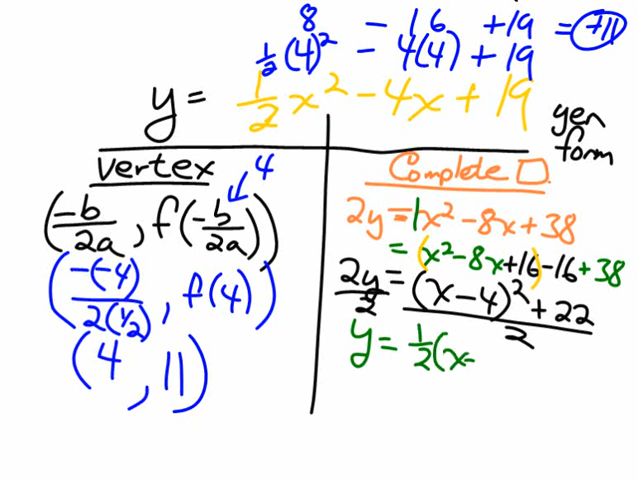 8 - 16 +19 = +11
½(4)² - 4(4) + 19
y = ½x² - 4x + 19
gen form
vertex
4
(-b/2a, f(-b/2a))
(-(-4)/2(½), f(4))
(4, 11)
Complete □
2y = 1x² - 8x + 38
= (x² - 8x + 16) - 16 + 38
2y/2 = (x - 4)² + 22/2
y = ½(x-